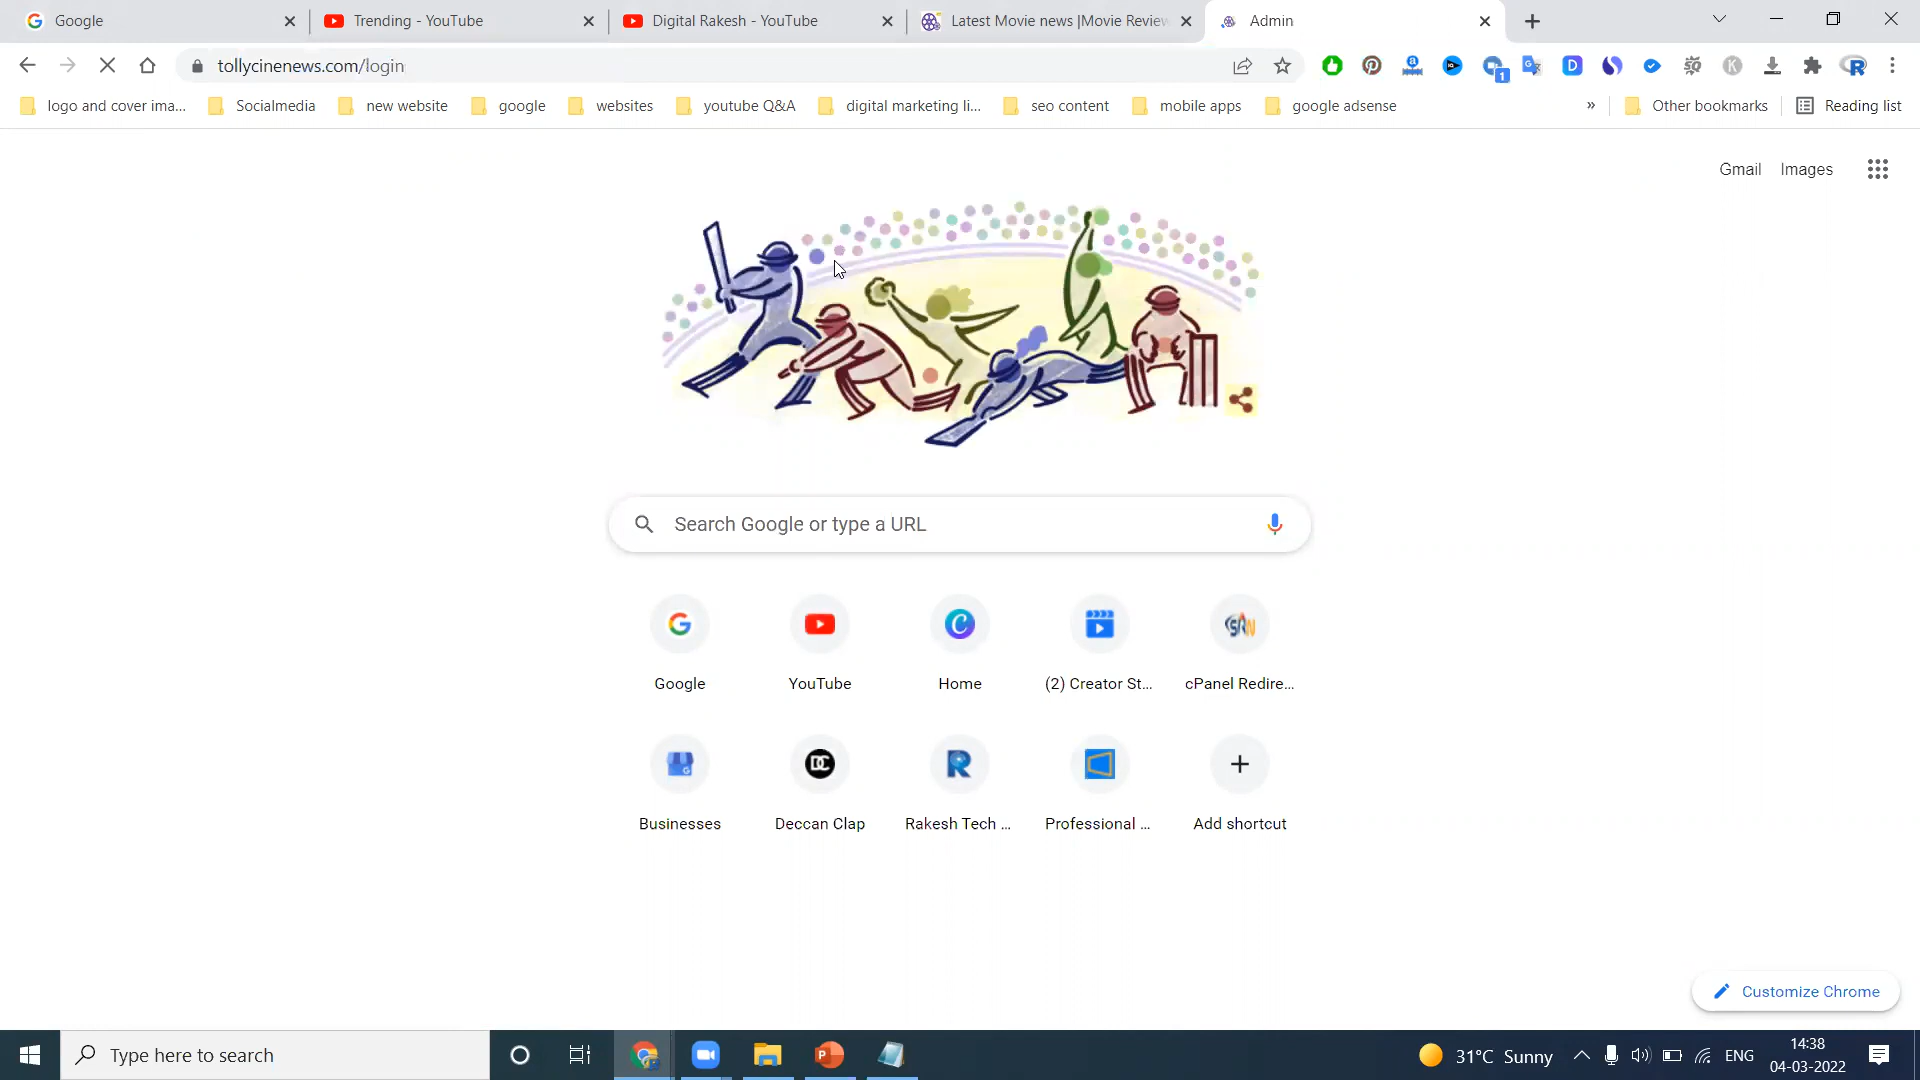 Google
Trending - YouTube
Digital Rakesh - YouTube
Latest Movie news |Movie Review
Admin
tollycinenews.com/login
logo and cover ima...
Socialmedia
new website
google
websites
youtube Q&A
digital marketing li...
seo content
mobile apps
google adsense
»
Other bookmarks
Reading list
Gmail
Images
Search Google or type a URL
Google
YouTube
Home
(2) Creator St...
cPanel Redire...
Businesses
Deccan Clap
Rakesh Tech ...
Professional ...
Add shortcut
Customize Chrome
Type here to search
31°C Sunny
ENG
14:38
04-03-2022